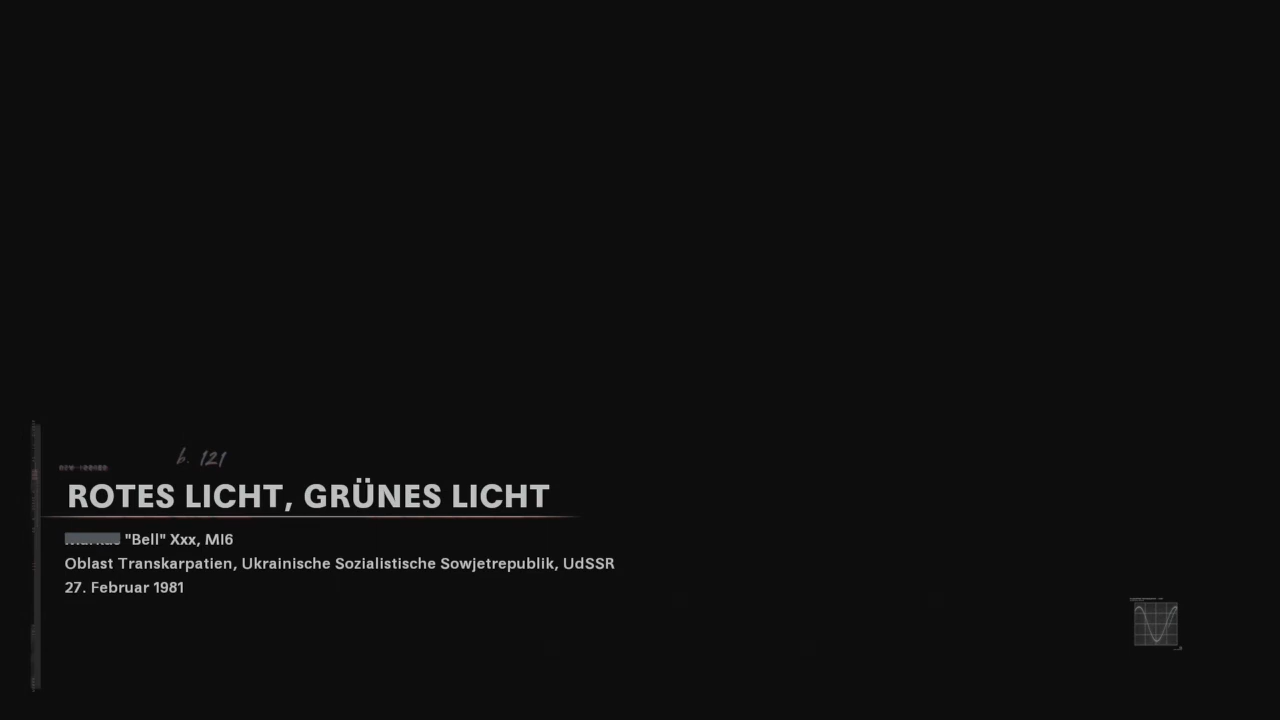 b. 121
ROTES LICHT, GRÜNES LICHT
"Bell" Xxx, MI6
Oblast Transkarpatien, Ukrainische Sozialistische Sowjetrepublik, UdSSR
27. Februar 1981